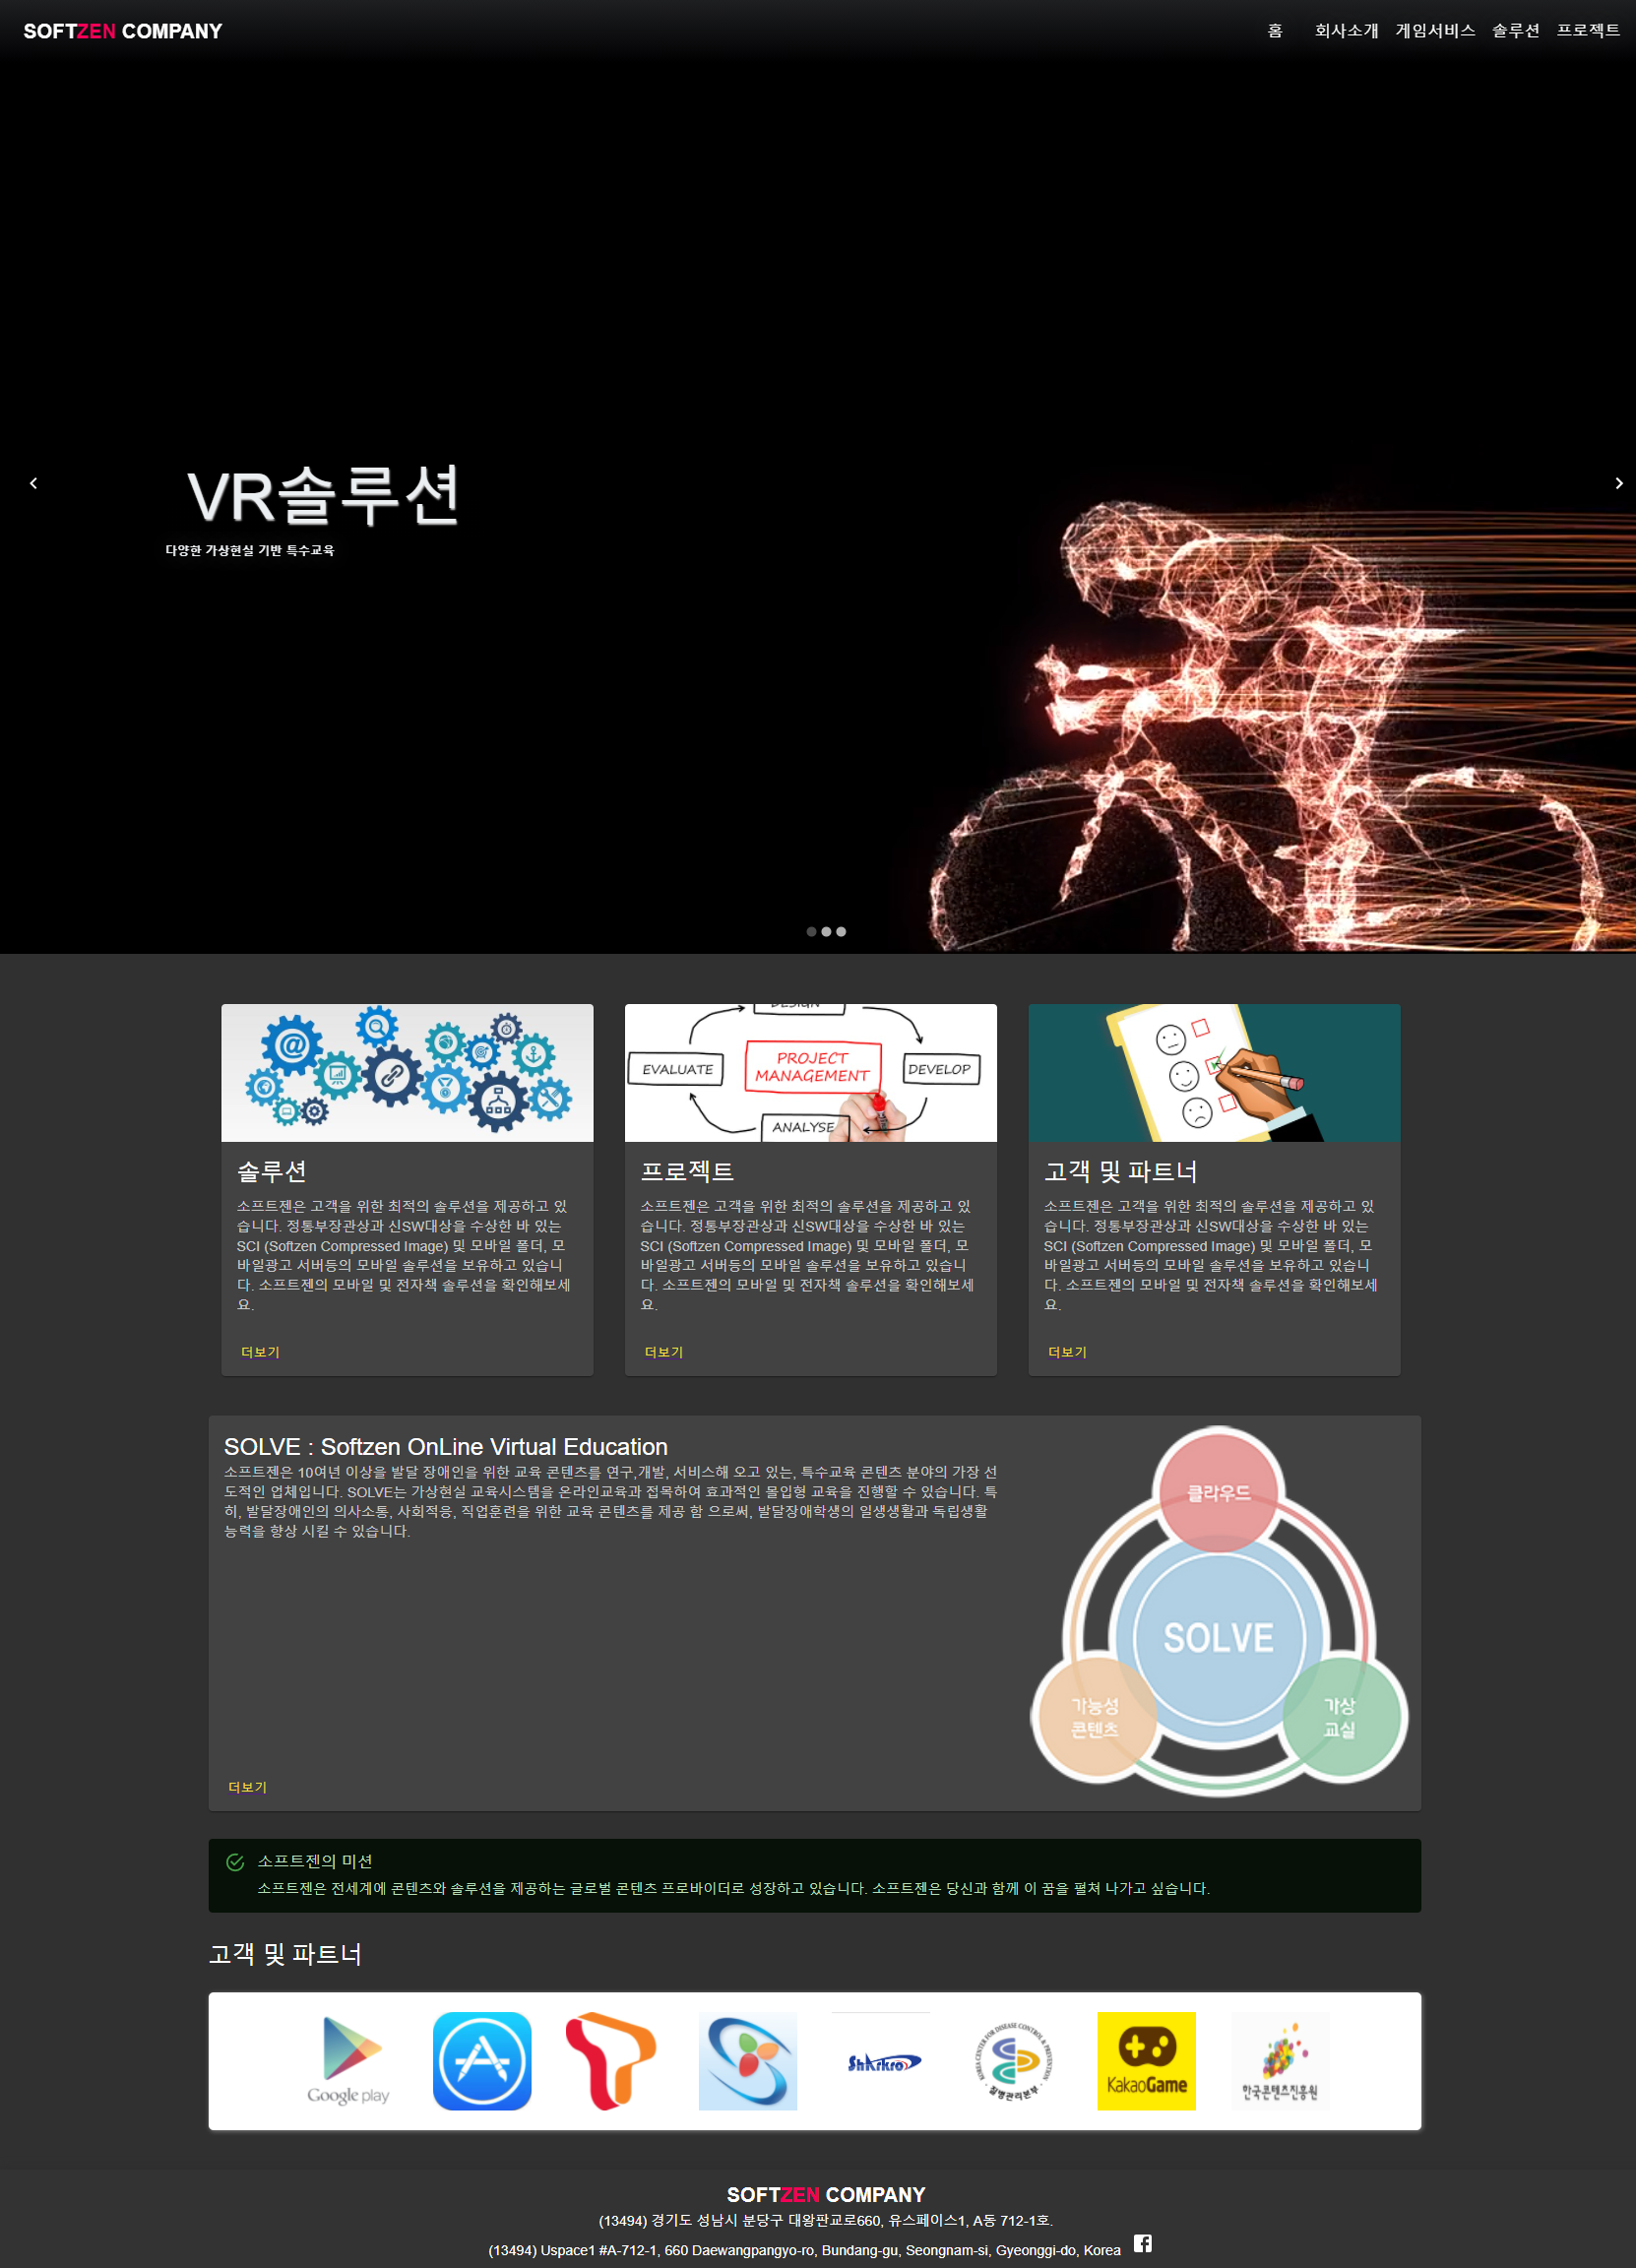 SOFTZEN COMPANY
홈 회사소개 게임서비스 솔루션 프로젝트
VR솔루션
다양한 가상현실 기반 특수교육
DESIGN
EVALUATE
PROJECT
MANAGEMENT
DEVELOP
ANALYSE
솔루션
소프트젠은 고객을 위한 최적의 솔루션을 제공하고 있
습니다. 정통부장관상과 신SW대상을 수상한 바 있는
SCI (Softzen Compressed Image) 및 모바일 폴더, 모
바일광고 서버등의 모바일 솔루션을 보유하고 있습니
다. 소프트젠의 모바일 및 전자책 솔루션을 확인해보세
요.
더보기
프로젝트
소프트젠은 고객을 위한 최적의 솔루션을 제공하고 있
습니다. 정통부장관상과 신SW대상을 수상한 바 있는
SCI (Softzen Compressed Image) 및 모바일 폴더, 모
바일광고 서버등의 모바일 솔루션을 보유하고 있습니
다. 소프트젠의 모바일 및 전자책 솔루션을 확인해보세
요.
더보기
고객 및 파트너
소프트젠은 고객을 위한 최적의 솔루션을 제공하고 있
습니다. 정통부장관상과 신SW대상을 수상한 바 있는
SCI (Softzen Compressed Image) 및 모바일 폴더, 모
바일광고 서버등의 모바일 솔루션을 보유하고 있습니
다. 소프트젠의 모바일 및 전자책 솔루션을 확인해보세
요.
더보기
SOLVE : Softzen OnLine Virtual Education
소프트젠은 10여년 이상을 발달 장애인을 위한 교육 콘텐츠를 연구,개발, 서비스해 오고 있는, 특수교육 콘텐츠 분야의 가장 선
도적인 업체입니다. SOLVE는 가상현실 교육시스템을 온라인교육과 접목하여 효과적인 몰입형 교육을 진행할 수 있습니다. 특
히, 발달장애인의 의사소통, 사회적응, 직업훈련을 위한 교육 콘텐츠를 제공 함 으로써, 발달장애학생의 일생생활과 독립생활
능력을 향상 시킬 수 있습니다.
더보기
클라우드
SOLVE
가능성
콘텐츠
가상
교실
소프트젠의 미션
소프트젠은 전세계에 콘텐츠와 솔루션을 제공하는 글로벌 콘텐츠 프로바이더로 성장하고 있습니다. 소프트젠은 당신과 함께 이 꿈을 펼쳐 나가고 싶습니다.
고객 및 파트너
Google play
Sharkro
KOREA CENTER FOR DISEASE CONTROL & PREVENTION
질병관리본부
KakaoGame
한국콘텐츠진흥원
SOFTZEN COMPANY
(13494) 경기도 성남시 분당구 대왕판교로660, 유스페이스1, A동 712-1호.
(13494) Uspace1 #A-712-1, 660 Daewangpangyo-ro, Bundang-gu, Seongnam-si, Gyeonggi-do, Korea